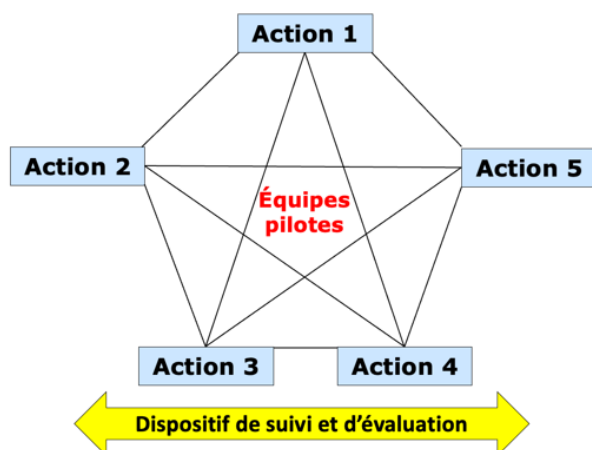 Action 1
Action 2
Action 5
Équipes
pilotes
Action 3
Action 4
Dispositif de suivi et d'évaluation